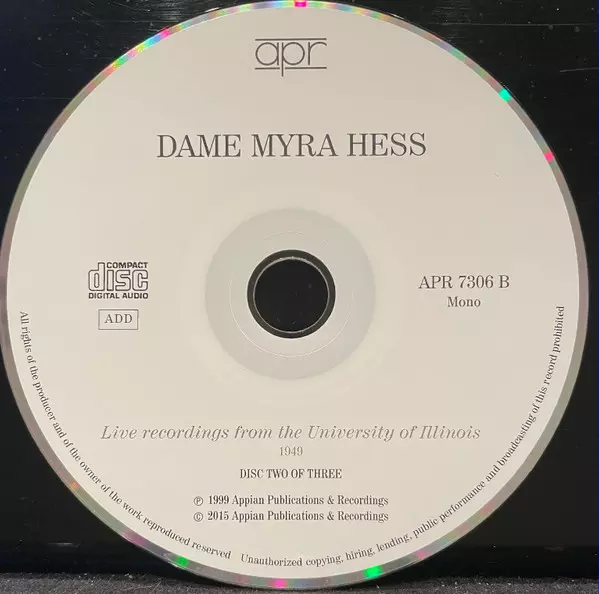 apr
DAME MYRA HESS
COMPACT
disc
DIGITAL AUDIO
ADD
APR 7306 B
Mono
Live recordings from the University of Illinois
1949
DISC TWO OF THREE
℗ 1999 Appian Publications & Recordings
© 2015 Appian Publications & Recordings
All rights of the producer and of the owner of the work reproduced reserved Unauthorized copying, hiring, lending, public performance and broadcasting of this record prohibited